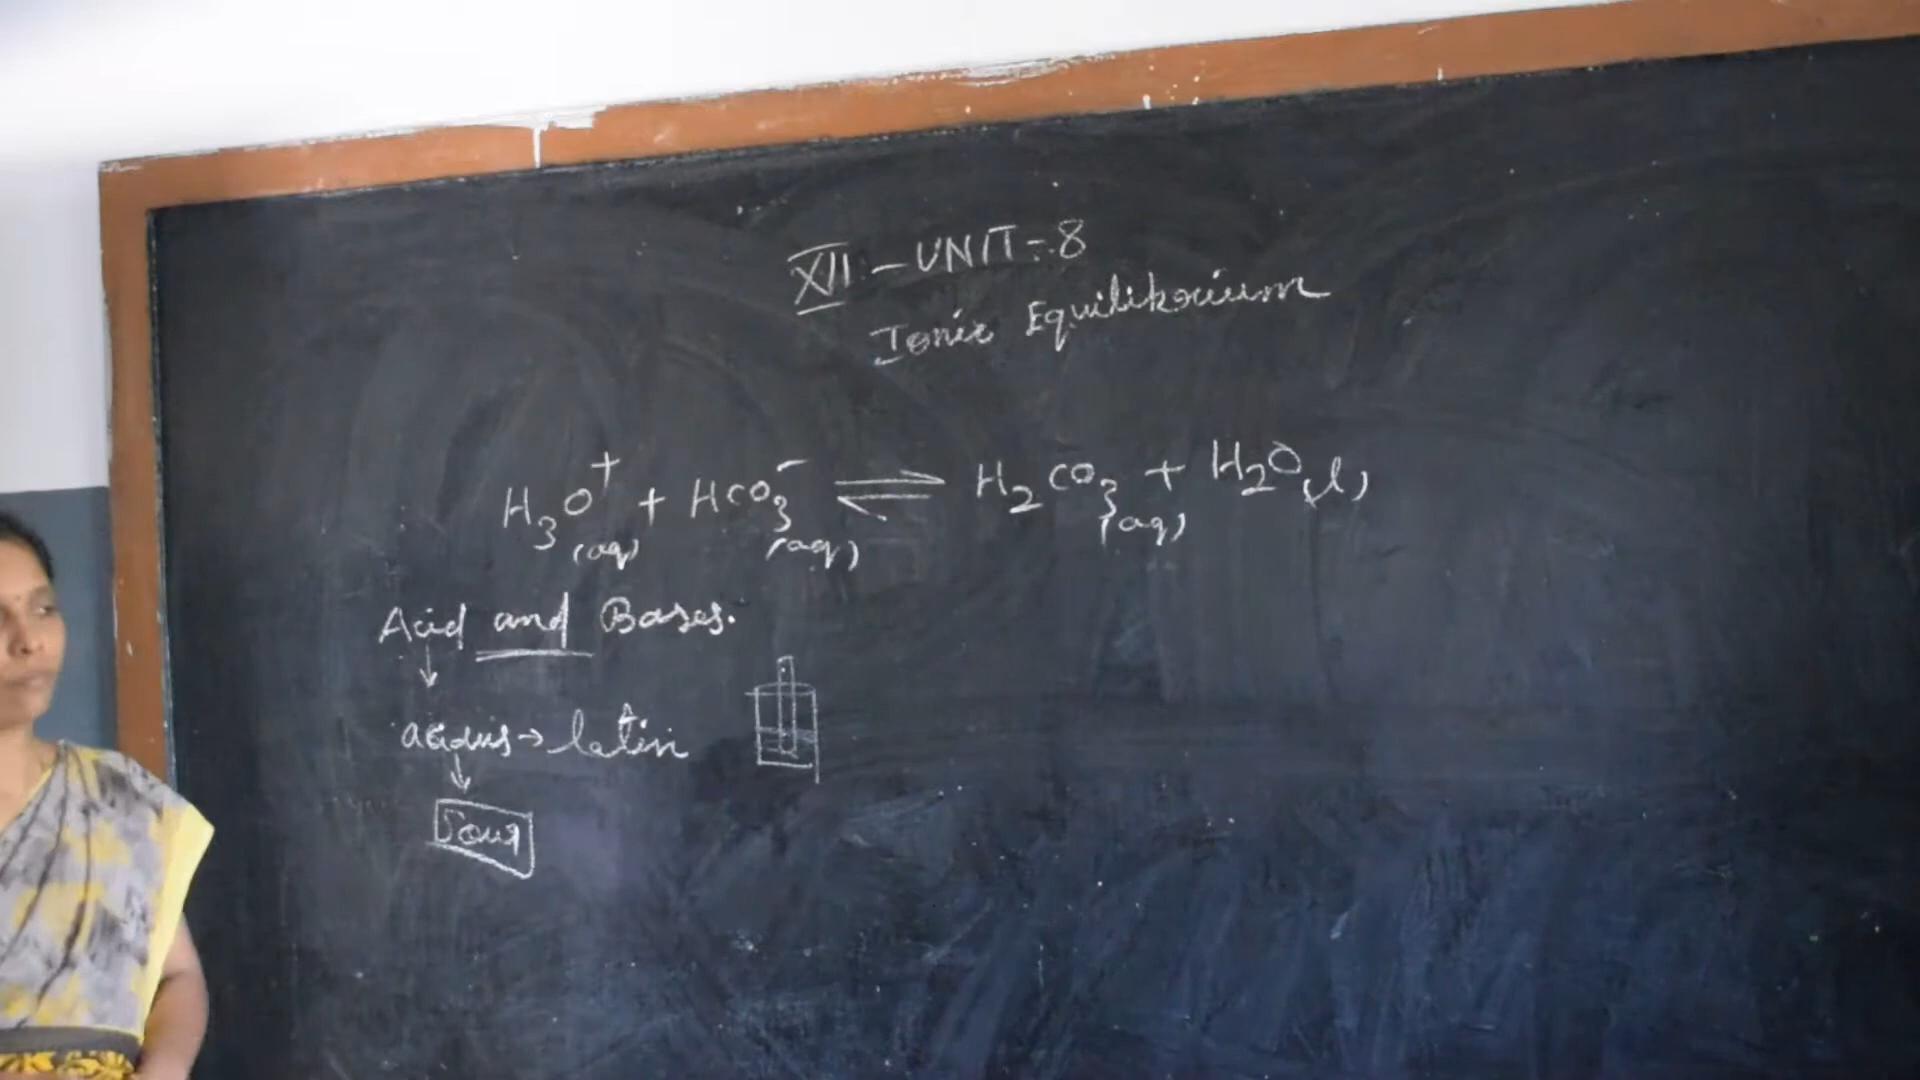 XII - UNIT - 8
Ionic Equilibrium
H₃O⁺(aq) + HCO₃⁻(aq) ⇌ H₂CO₃(aq) + H₂O(l)
Acid and Bases.
↓
acidus → latin
↓
Sour